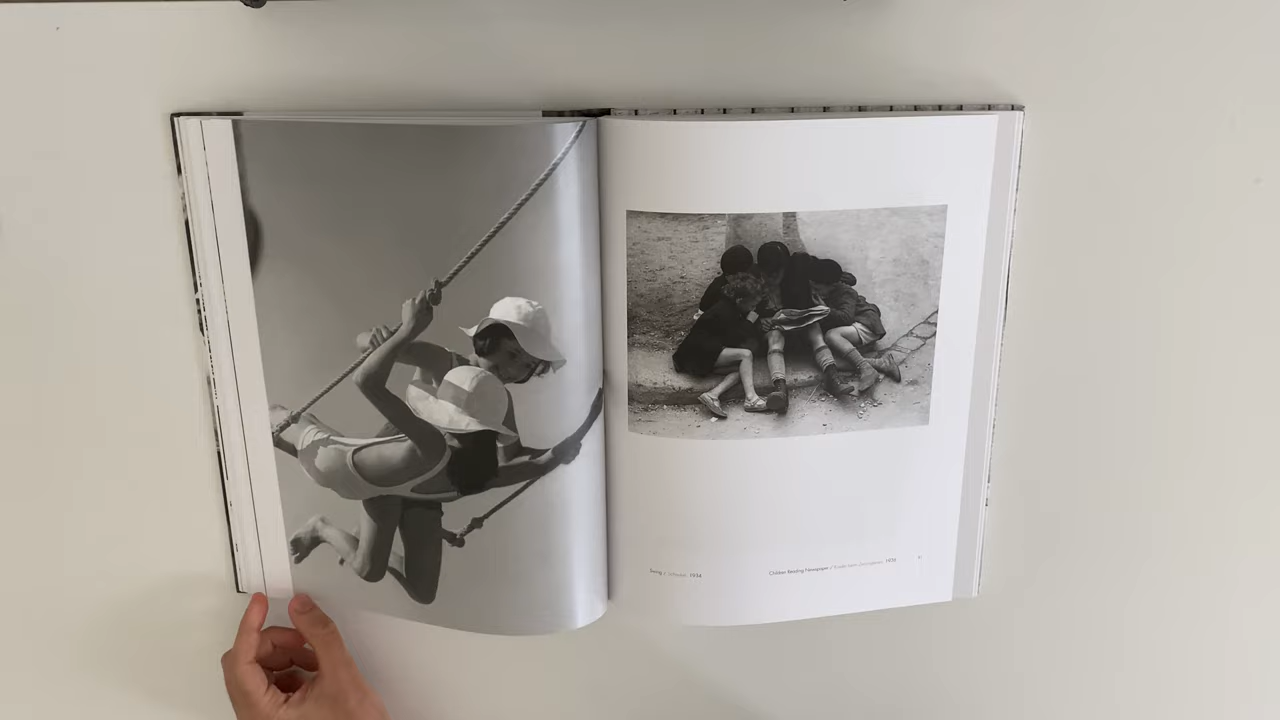 Swing / Schaukel, 1934
Children Reading Newspaper / Kinder beim Zeitunglesen, 1936